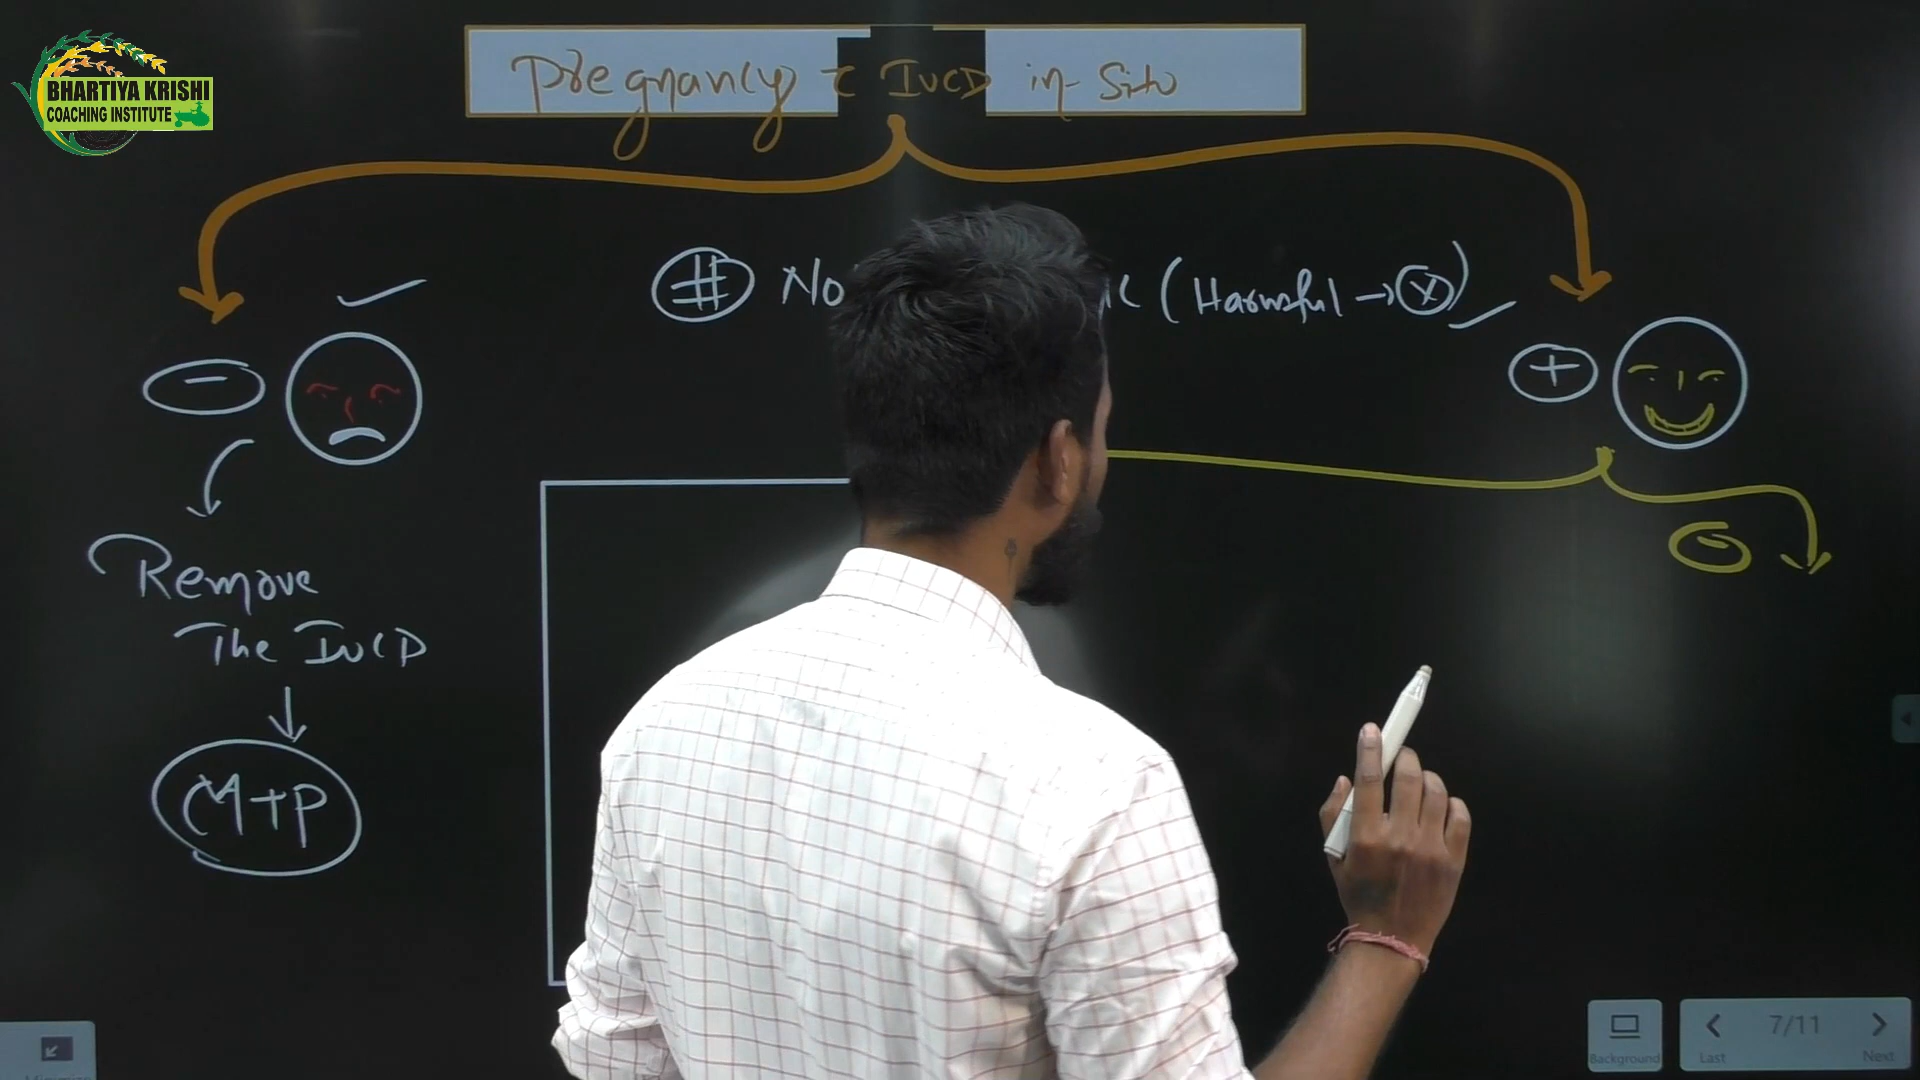 BHARTIYA KRISHI
COACHING INSTITUTE
Pregnancy c̄ IUCD in-Situ
# No (Harmful → x)
−
+
Remove
The IUCD
MTP
−
7/11
Background
Last
Next